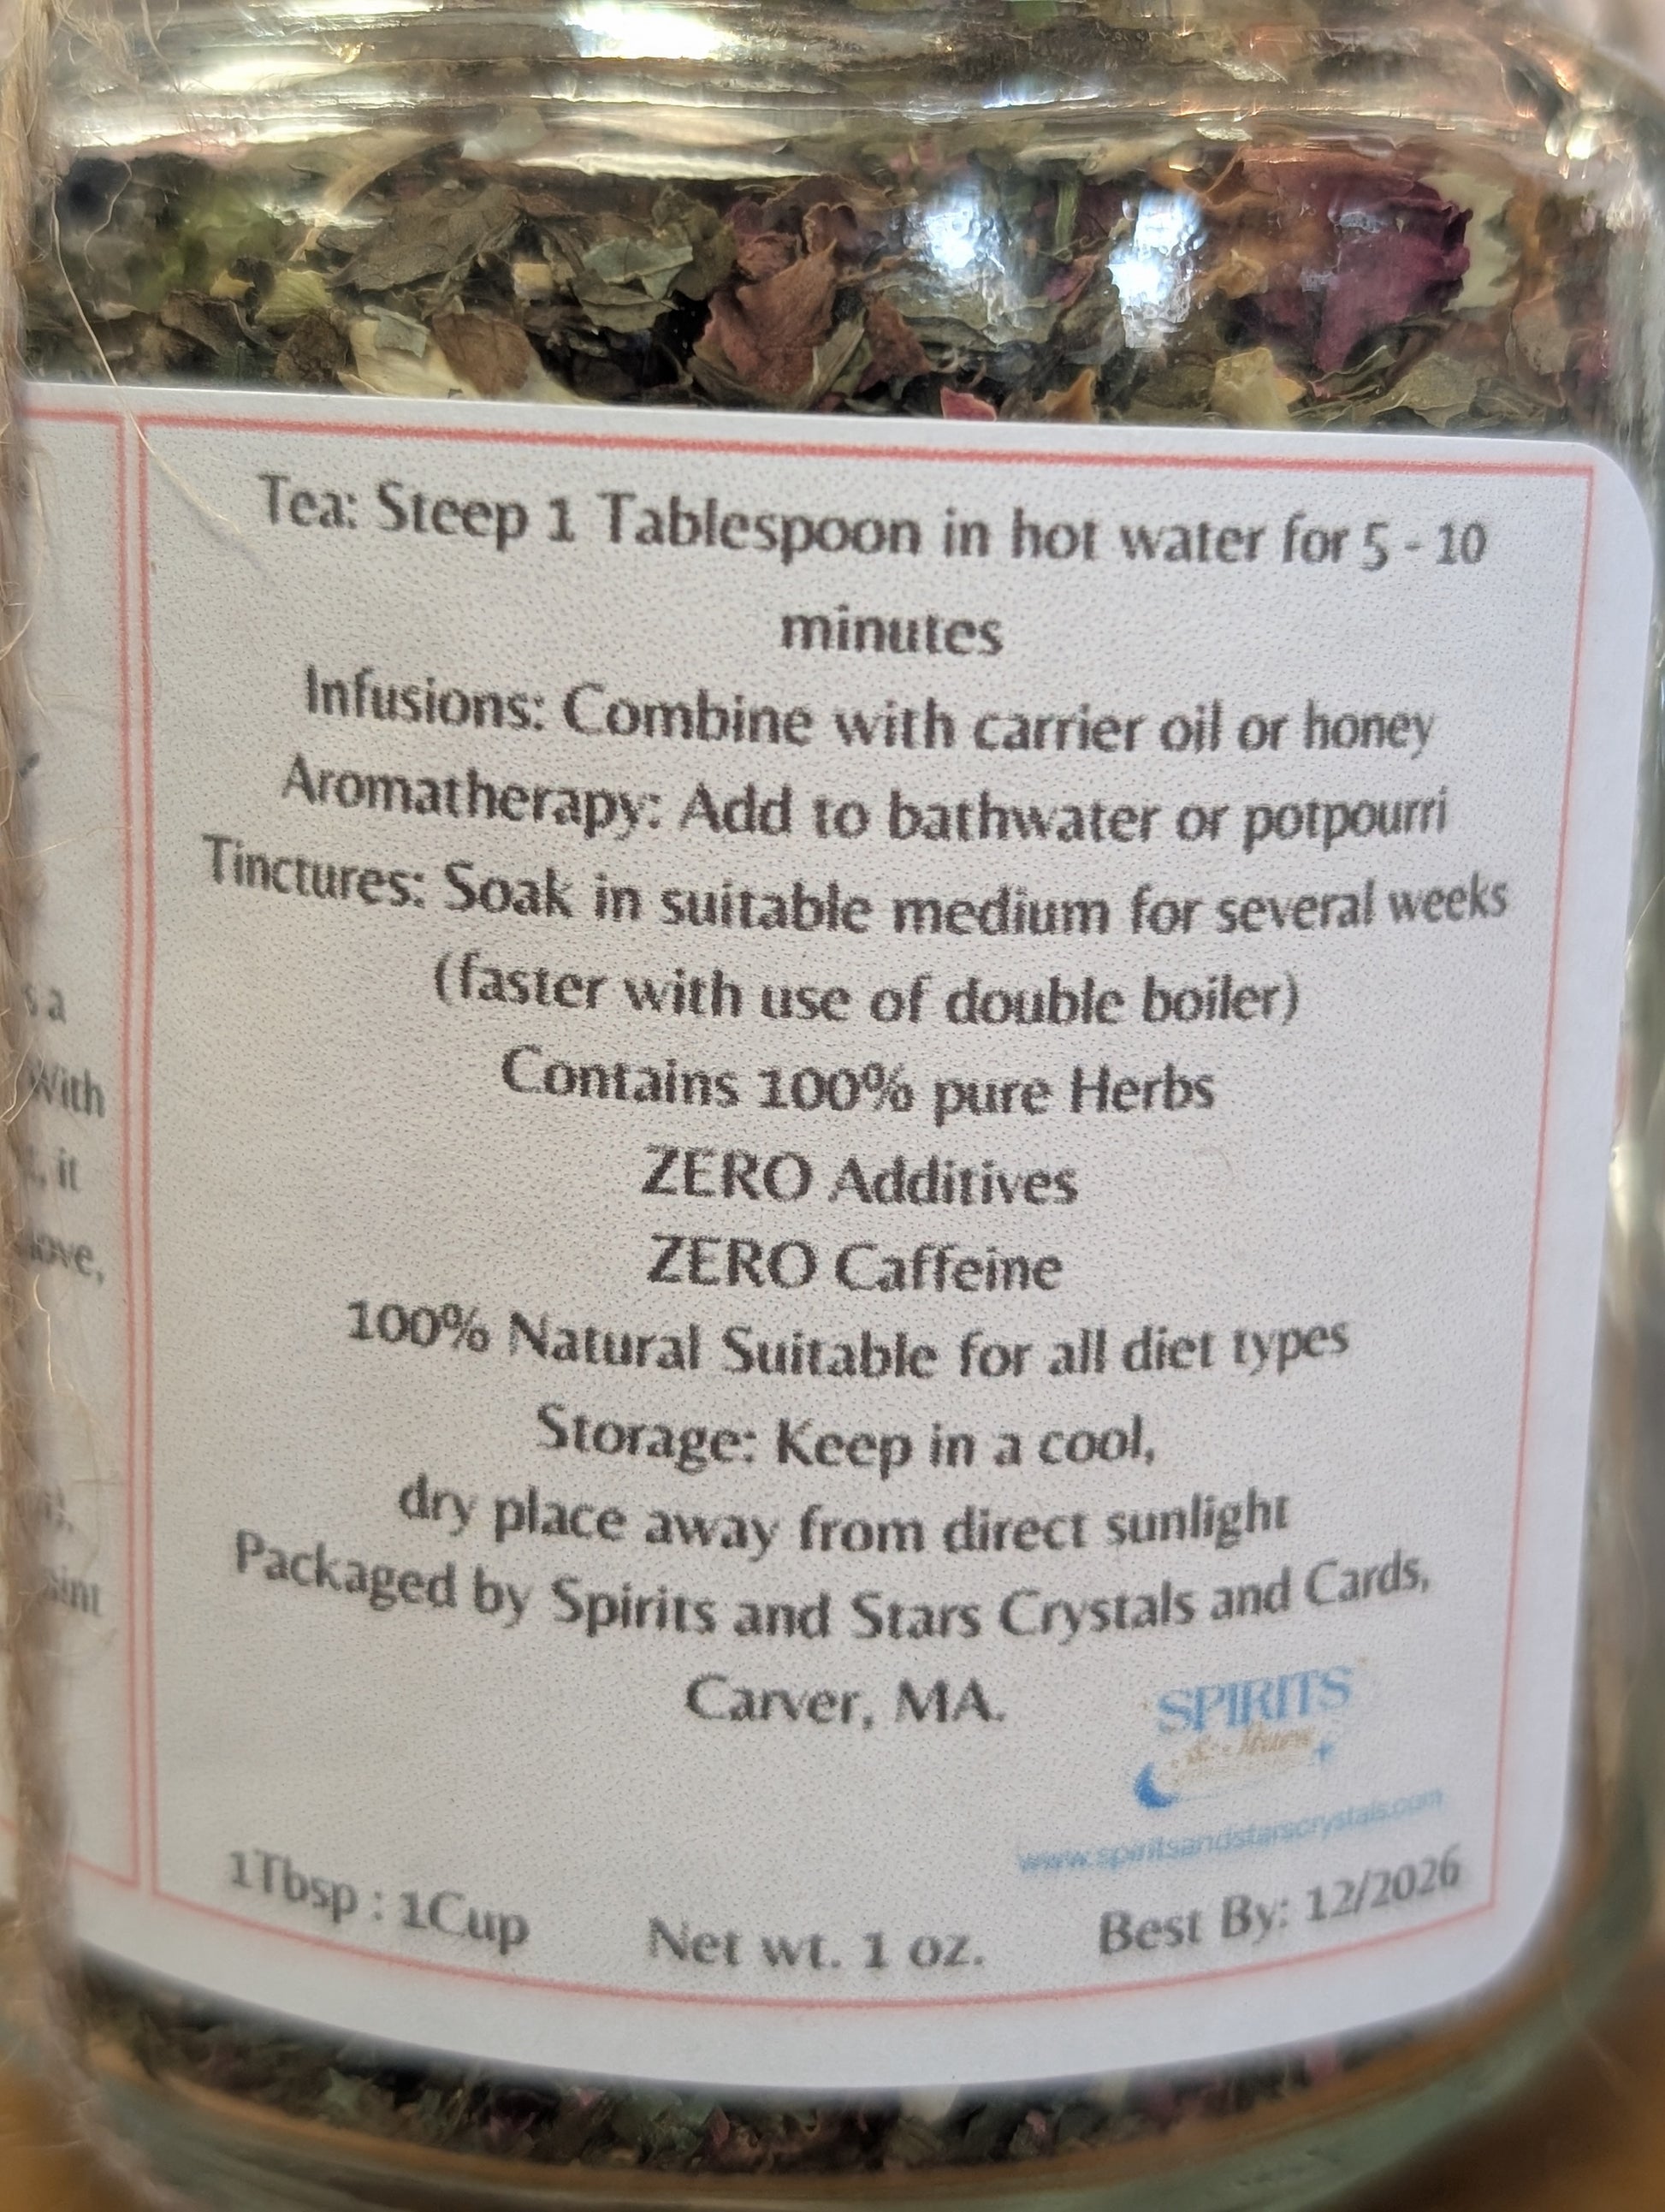 Tea: Steep 1 Tablespoon in hot water for 5 - 10
minutes
Infusions: Combine with carrier oil or honey
Aromatherapy: Add to bathwater or potpourri
Tinctures: Soak in suitable medium for several weeks
(faster with use of double boiler)
Contains 100% pure Herbs
ZERO Additives
ZERO Caffeine
100% Natural Suitable for all diet types
Storage: Keep in a cool,
dry place away from direct sunlight
Packaged by Spirits and Stars Crystals and Cards,
Carver, MA.
SPIRITS
& Stars
www.spiritsandstarscrystals.com
1Tbsp : 1Cup Net wt. 1 oz. Best By: 12/2026
a
With
it